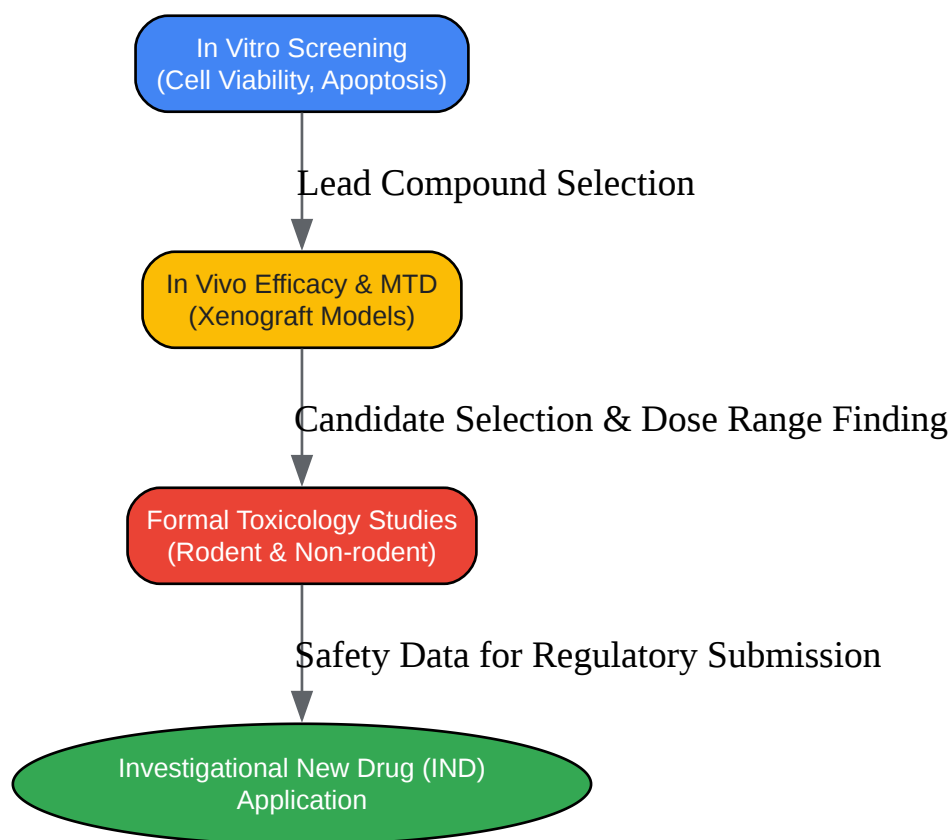 In Vitro Screening
(Cell Viability, Apoptosis)
Lead Compound Selection
In Vivo Efficacy & MTD
(Xenograft Models)
Candidate Selection & Dose Range Finding
Formal Toxicology Studies
(Rodent & Non-rodent)
Safety Data for Regulatory Submission
Investigational New Drug (IND)
Application